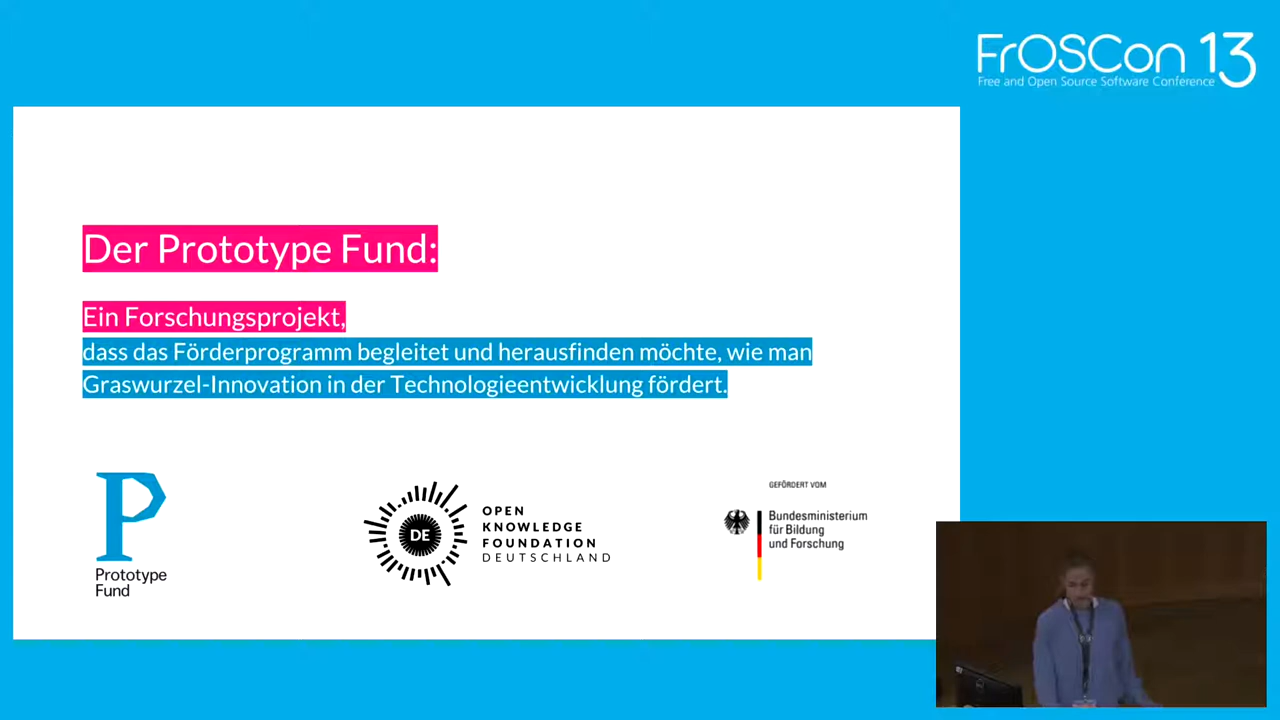 FrOSCon 13
Free and Open Source Software Conference
Der Prototype Fund:
Ein Forschungsprojekt,
dass das Förderprogramm begleitet und herausfinden möchte, wie man
Graswurzel-Innovation in der Technologieentwicklung fördert.
Prototype
Fund
DE
OPEN
KNOWLEDGE
FOUNDATION
DEUTSCHLAND
GEFÖRDERT VOM
Bundesministerium
für Bildung
und Forschung